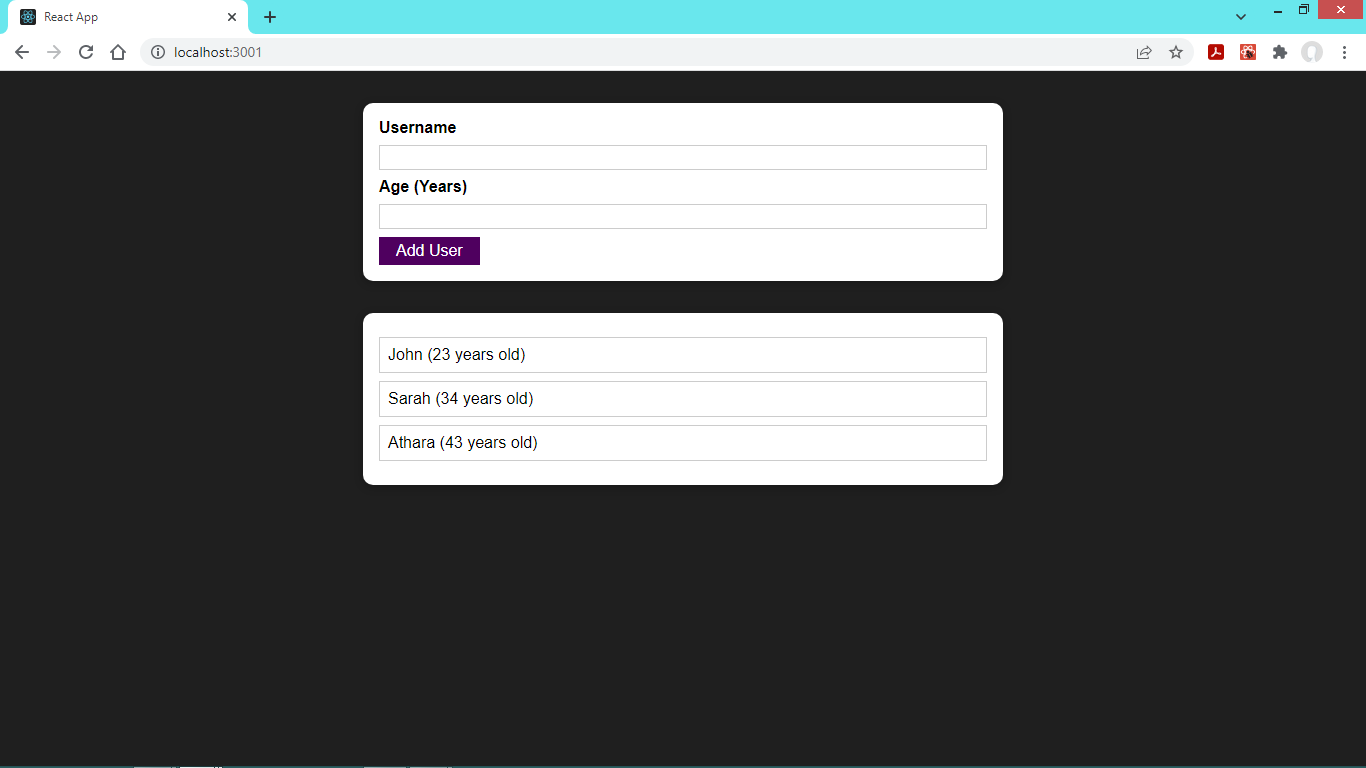 React App
localhost:3001
Username
Age (Years)
Add User
John (23 years old)
Sarah (34 years old)
Athara (43 years old)